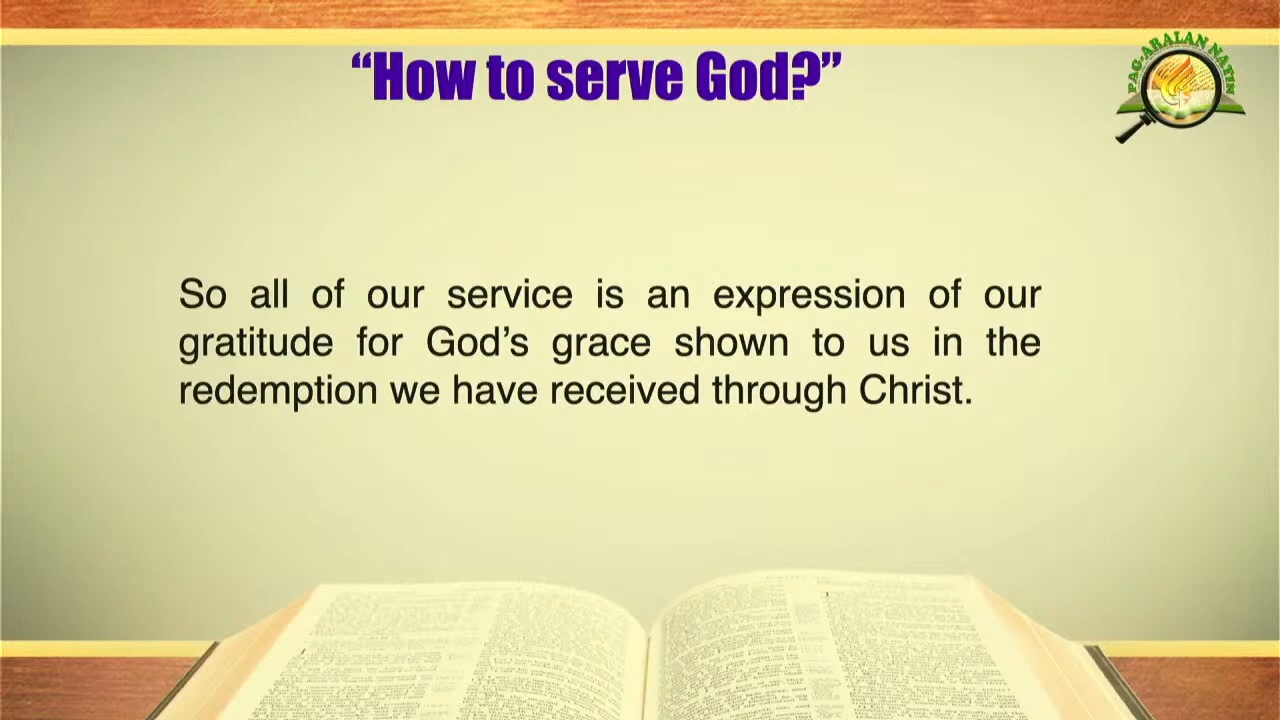 “How to serve God?”
PAG-ARALAN NATIN
So all of our service is an expression of our
gratitude for God’s grace shown to us in the
redemption we have received through Christ.